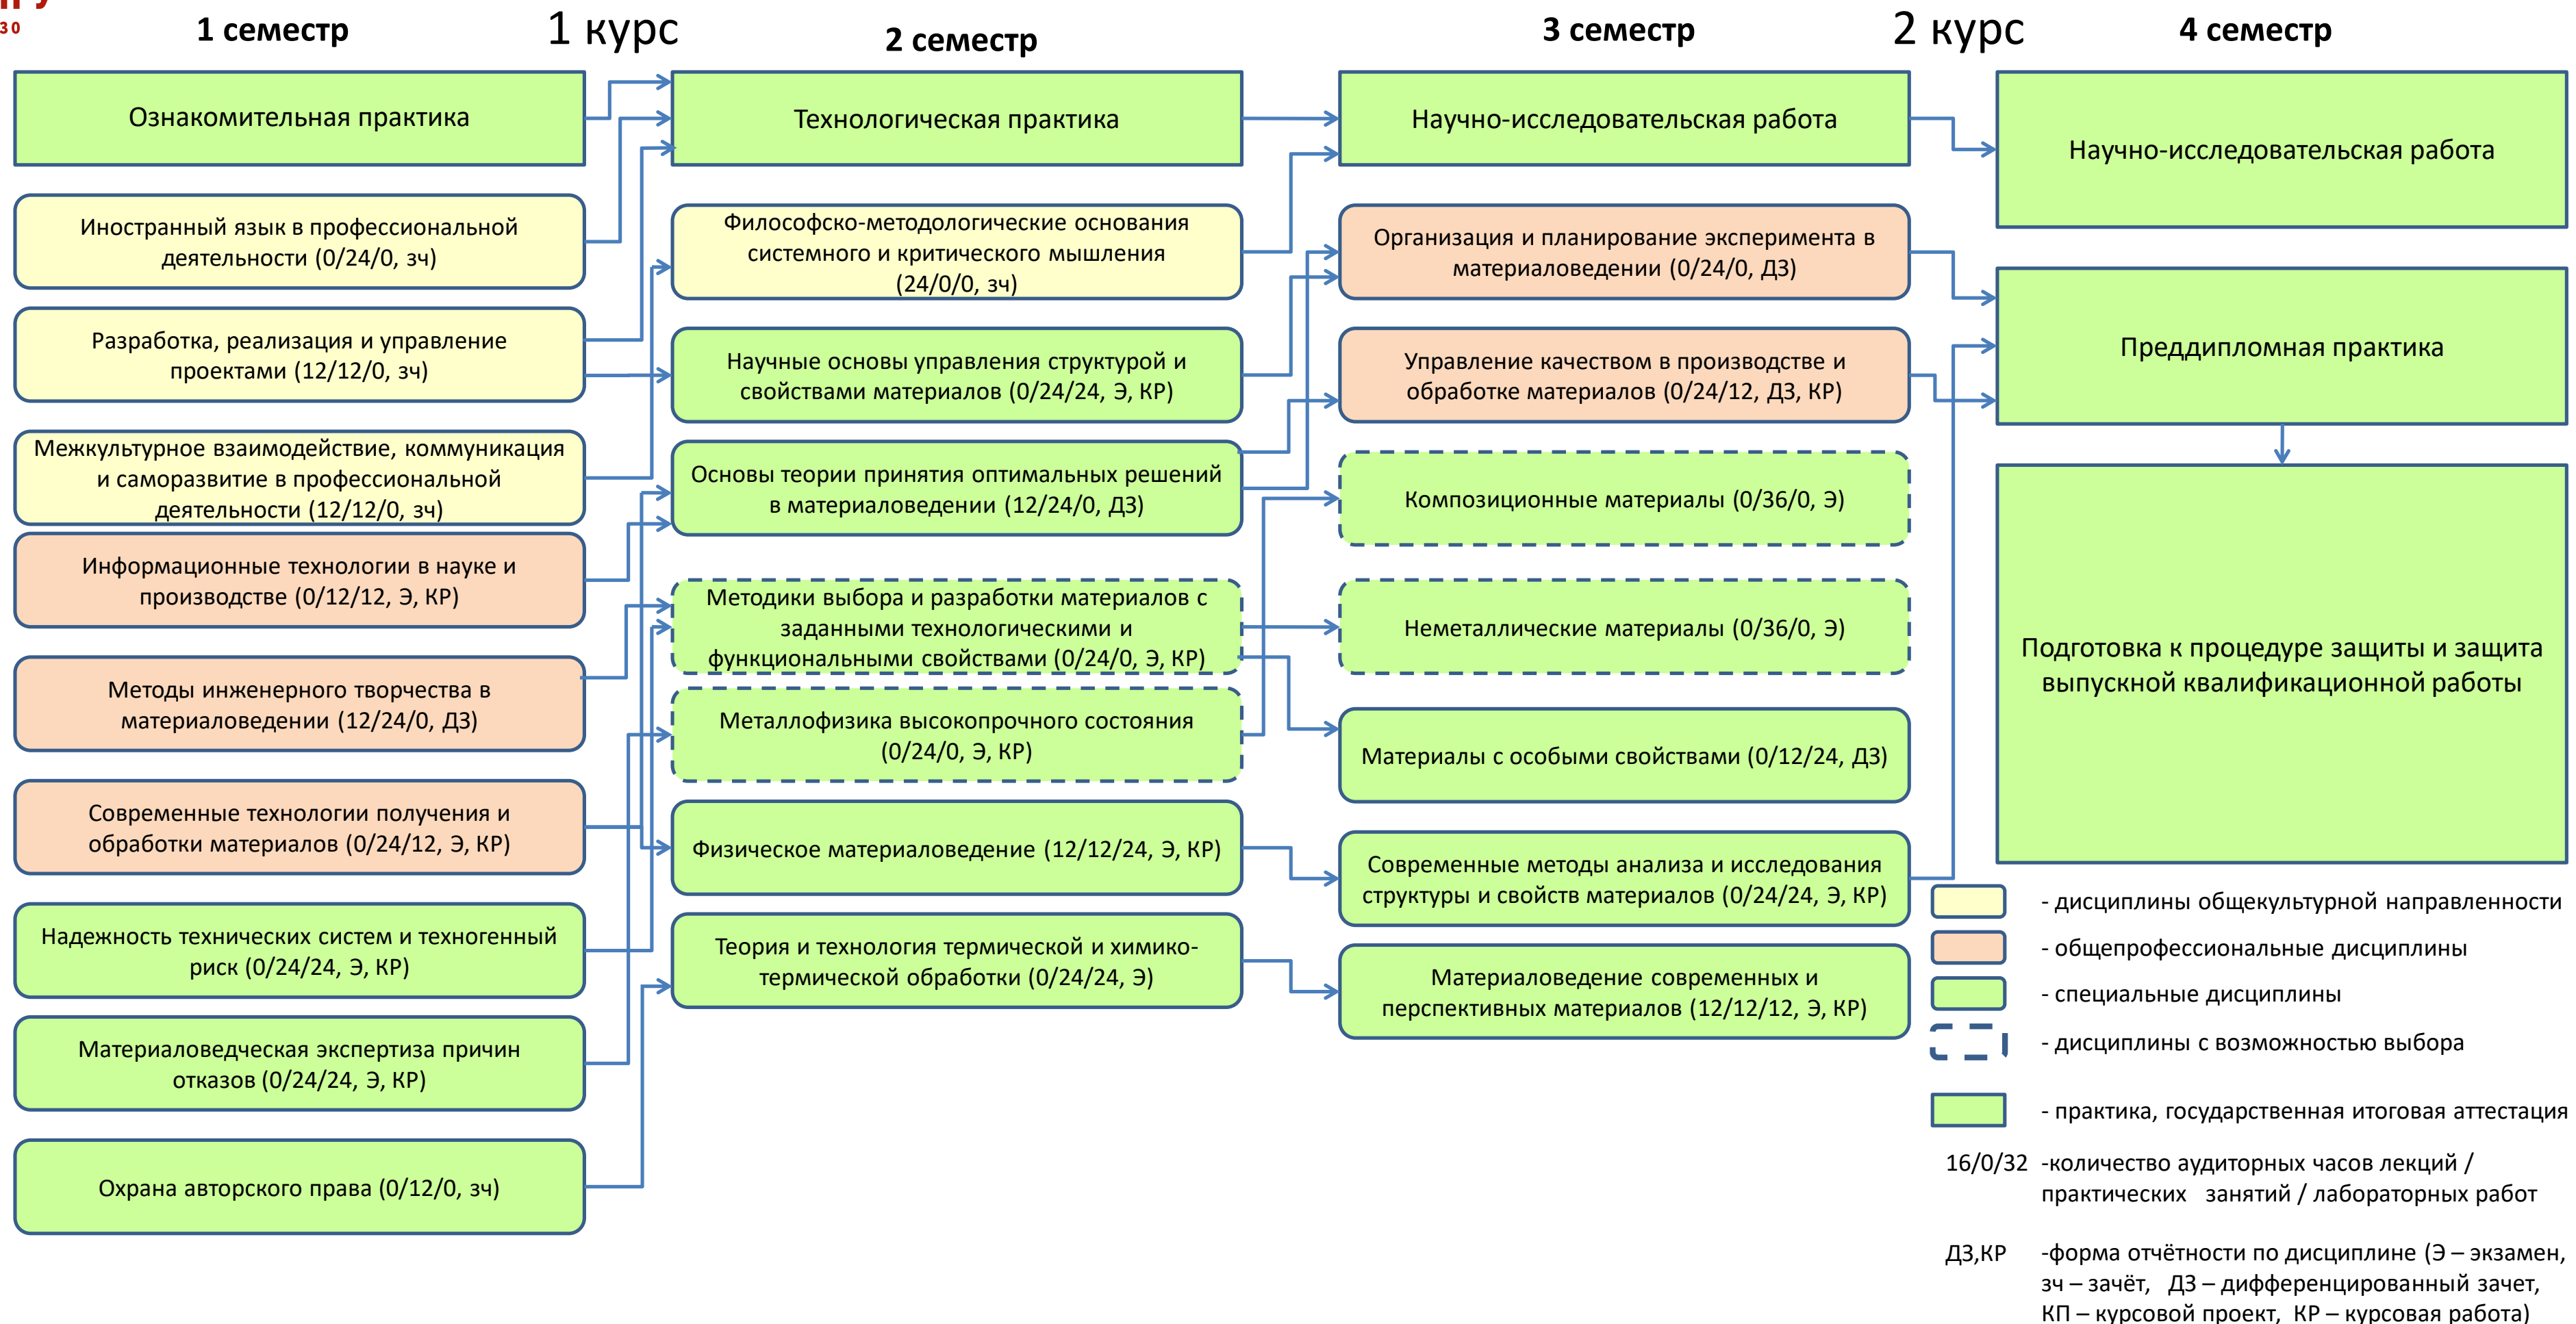 30
1 семестр
1 курс
2 семестр
3 семестр
2 курс
4 семестр
Ознакомительная практика
Иностранный язык в профессиональной
деятельности (0/24/0, зч)
Разработка, реализация и управление
проектами (12/12/0, зч)
Межкультурное взаимодействие, коммуникация
и саморазвитие в профессиональной
деятельности (12/12/0, зч)
Информационные технологии в науке и
производстве (0/12/12, Э, КР)
Методы инженерного творчества в
материаловедении (12/24/0, ДЗ)
Современные технологии получения и
обработки материалов (0/24/12, Э, КР)
Надежность технических систем и техногенный
риск (0/24/24, Э, КР)
Материаловедческая экспертиза причин
отказов (0/24/24, Э, КР)
Охрана авторского права (0/12/0, зч)
Технологическая практика
Философско-методологические основания
системного и критического мышления
(24/0/0, зч)
Научные основы управления структурой и
свойствами материалов (0/24/24, Э, КР)
Основы теории принятия оптимальных решений
в материаловедении (12/24/0, ДЗ)
Методики выбора и разработки материалов с
заданными технологическими и
функциональными свойствами (0/24/0, Э, КР)
Металлофизика высокопрочного состояния
(0/24/0, Э, КР)
Физическое материаловедение (12/12/24, Э, КР)
Теория и технология термической и химико-
термической обработки (0/24/24, Э)
Научно-исследовательская работа
Организация и планирование эксперимента в
материаловедении (0/24/0, ДЗ)
Управление качеством в производстве и
обработке материалов (0/24/12, ДЗ, КР)
Композиционные материалы (0/36/0, Э)
Неметаллические материалы (0/36/0, Э)
Материалы с особыми свойствами (0/12/24, ДЗ)
Современные методы анализа и исследования
структуры и свойств материалов (0/24/24, Э, КР)
Материаловедение современных и
перспективных материалов (12/12/12, Э, КР)
Научно-исследовательская работа
Преддипломная практика
Подготовка к процедуре защиты и защита
выпускной квалификационной работы
- дисциплины общекультурной направленности
- общепрофессиональные дисциплины
- специальные дисциплины
- дисциплины с возможностью выбора
- практика, государственная итоговая аттестация
16/0/32 -количество аудиторных часов лекций /
практических занятий / лабораторных работ
ДЗ,КР -форма отчётности по дисциплине (Э – экзамен,
зч – зачёт, ДЗ – дифференцированный зачет,
КП – курсовой проект, КР – курсовая работа)